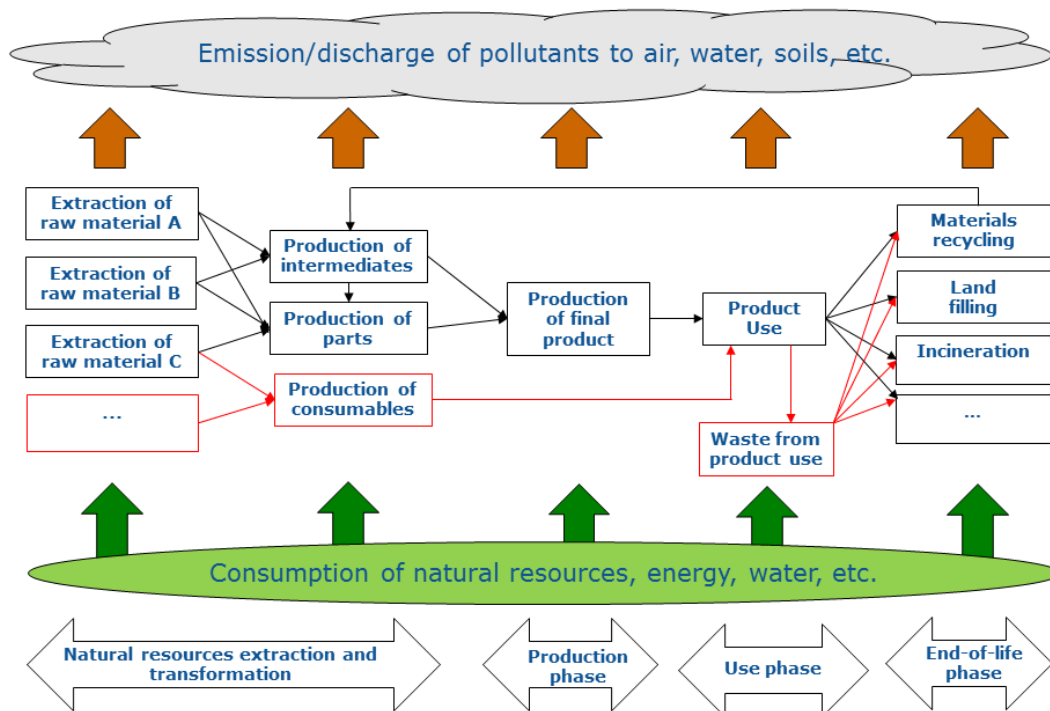 Emission/discharge of pollutants to air, water, soils, etc.
Extraction of
raw material A
Extraction of
raw material B
Extraction of
raw material C
...
Production of
intermediates
Production of
parts
Production of
consumables
Production
of final
product
Product
Use
Waste from
product use
Materials
recycling
Land
filling
Incineration
...
Consumption of natural resources, energy, water, etc.
Natural resources extraction and
transformation
Production
phase
Use phase
End-of-life
phase